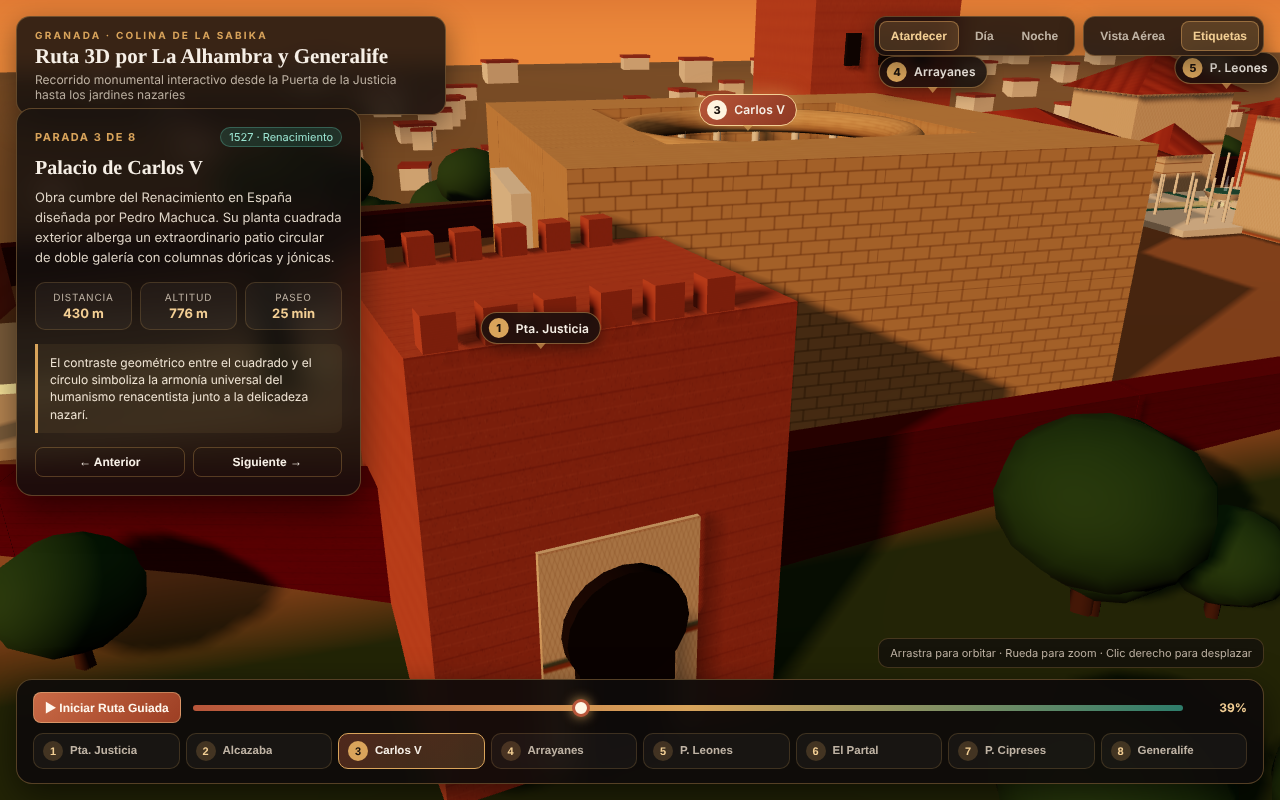 GRANADA · COLINA DE LA SABIKA
Ruta 3D por La Alhambra y Generalife
Recorrido monumental interactivo desde la Puerta de la Justicia
hasta los jardines nazaríes
Atardecer
Día
Noche
Vista Aérea
Etiquetas
4 Arrayanes
5 P. Leones
3 Carlos V
1 Pta. Justicia
PARADA 3 DE 8
1527 · Renacimiento
Palacio de Carlos V
Obra cumbre del Renacimiento en España
diseñada por Pedro Machuca. Su planta cuadrada
exterior alberga un extraordinario patio circular
de doble galería con columnas dóricas y jónicas.
DISTANCIA
430 m
ALTITUD
776 m
PASEO
25 min
El contraste geométrico entre el cuadrado y el
círculo simboliza la armonía universal del
humanismo renacentista junto a la delicadeza
nazarí.
← Anterior
Siguiente →
Arrastra para orbitar · Rueda para zoom · Clic derecho para desplazar
▶ Iniciar Ruta Guiada
39%
1 Pta. Justicia
2 Alcazaba
3 Carlos V
4 Arrayanes
5 P. Leones
6 El Partal
7 P. Cipreses
8 Generalife